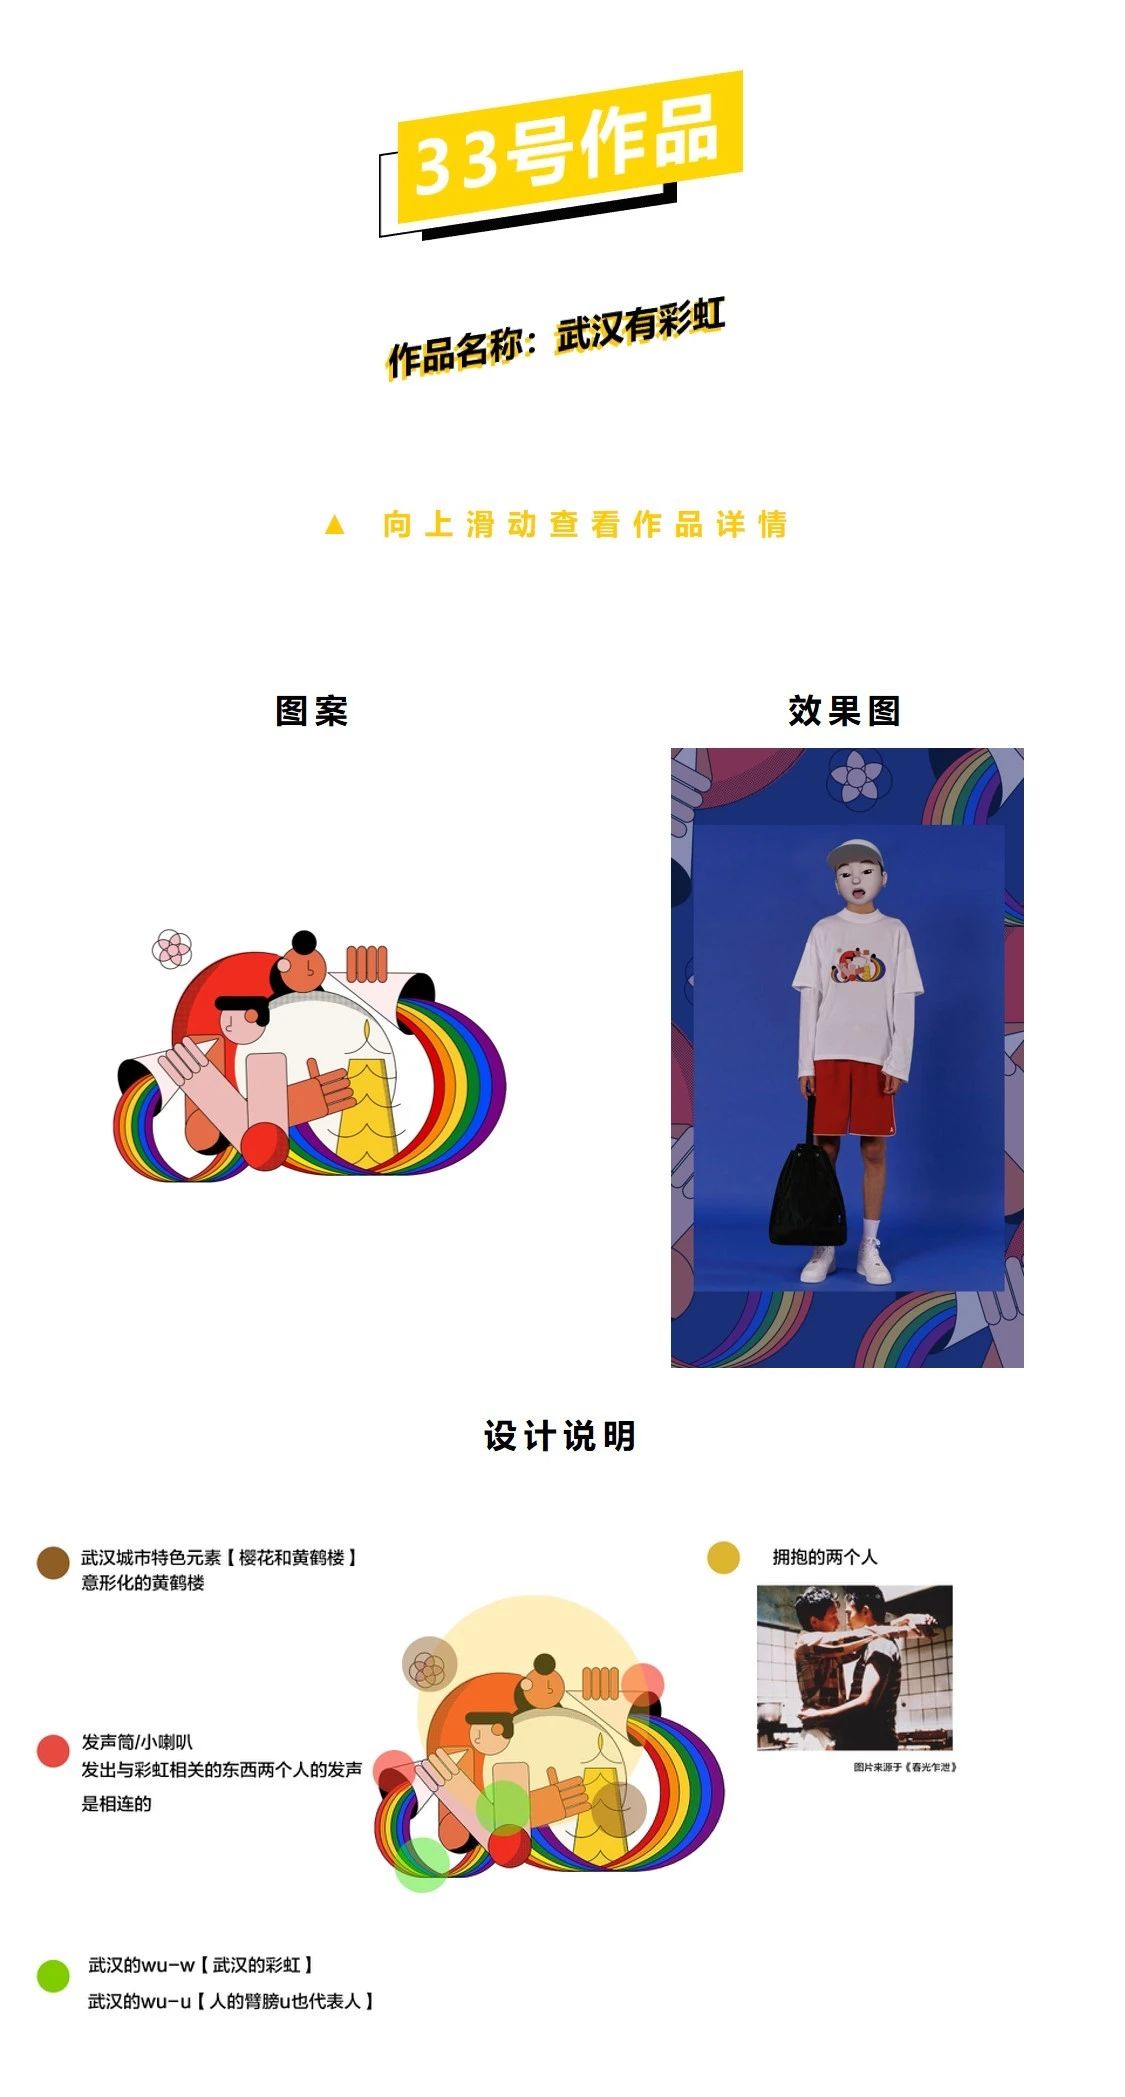 33号作品
作品名称：武汉有彩虹
▲ 向上滑动查看作品详情
图案
效果图
设计说明
武汉城市特色元素【樱花和黄鹤楼】
意形化的黄鹤楼
拥抱的两个人
图片来源于《春光乍泄》
发声筒/小喇叭
发出与彩虹相关的东西两个人的发声
是相连的
武汉的wu-w【武汉的彩虹】
武汉的wu-u【人的臂膀u也代表人】